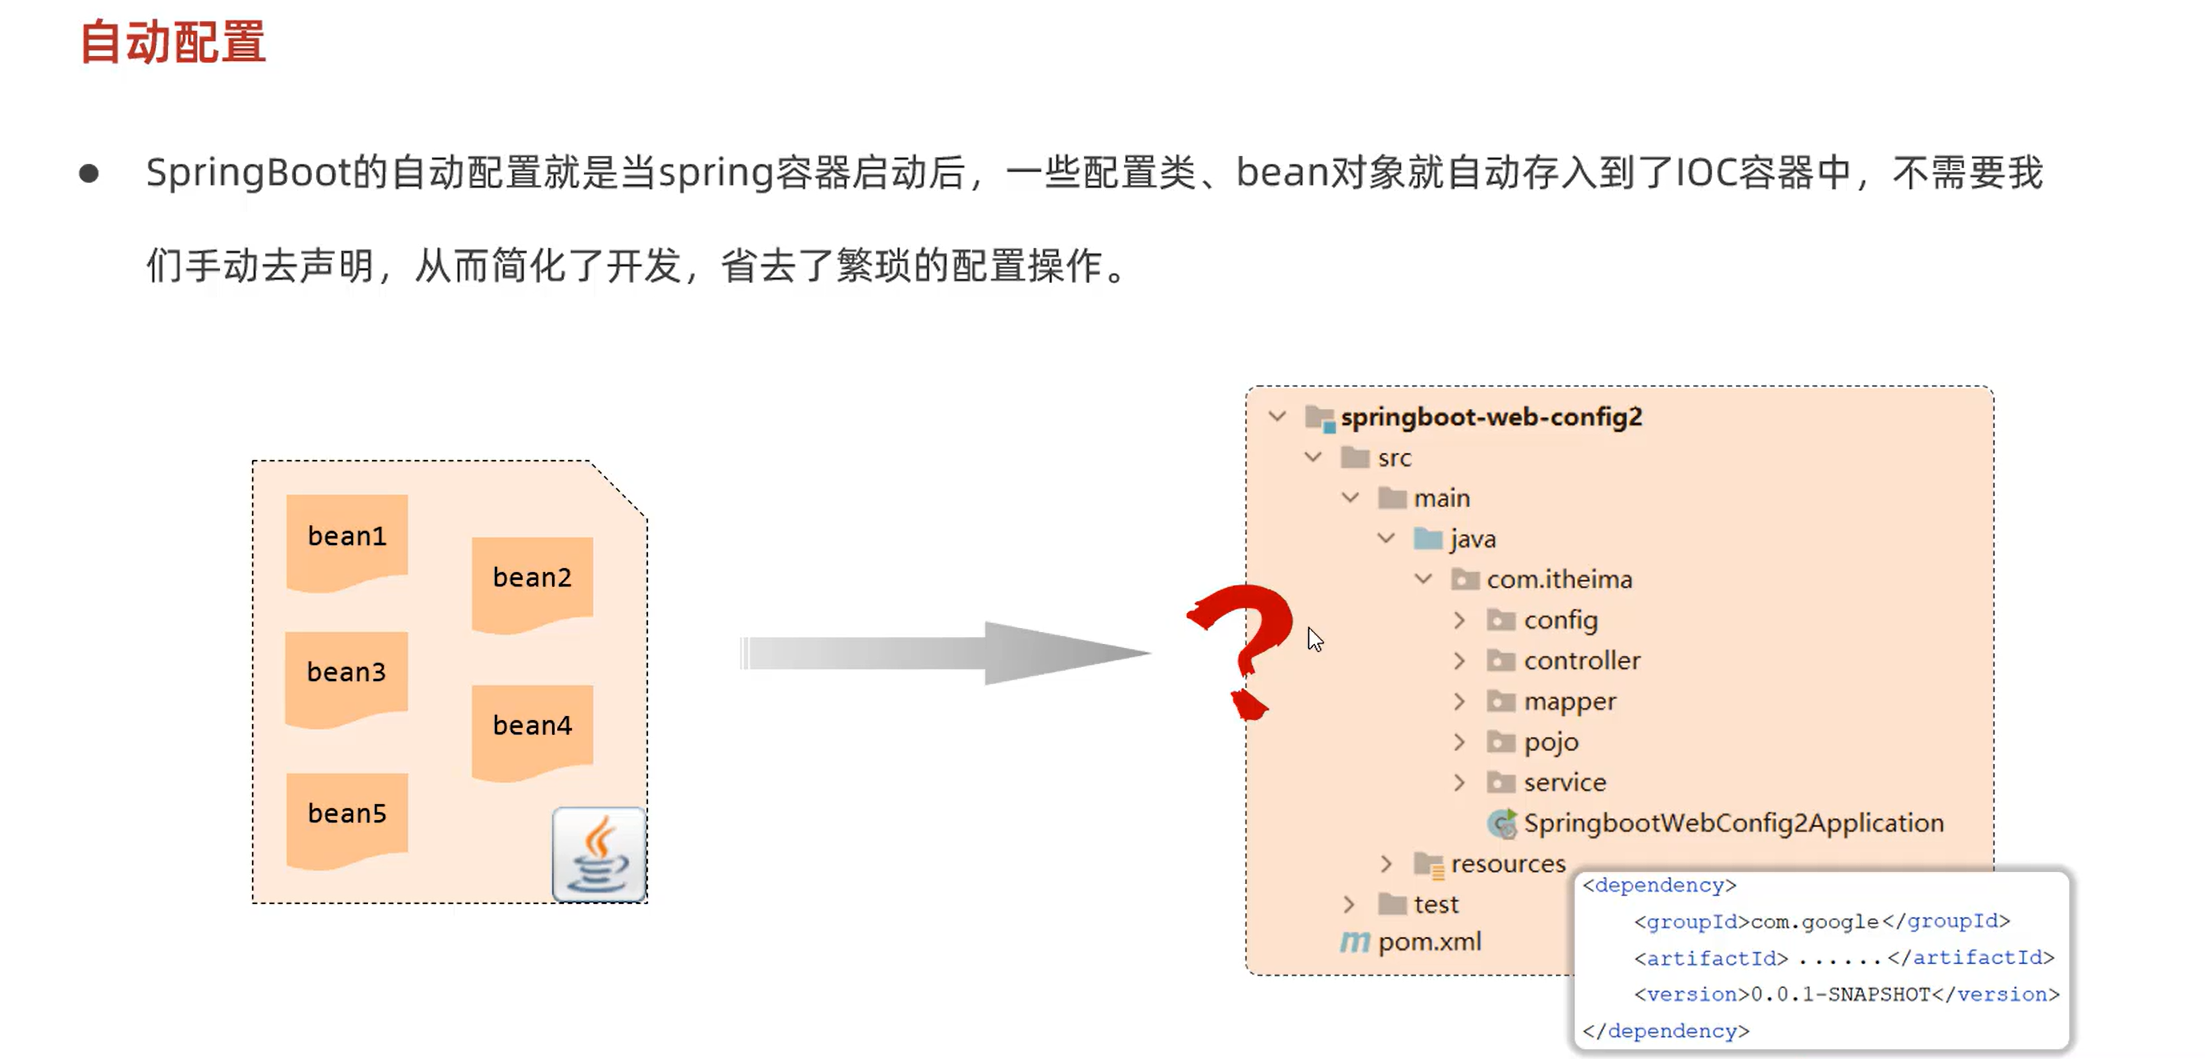 自动配置
● SpringBoot的自动配置就是当spring容器启动后，一些配置类、bean对象就自动存入到了IOC容器中，不需要我
们手动去声明，从而简化了开发，省去了繁琐的配置操作。
bean1
bean2
bean3
bean4
bean5
?
springboot-web-config2
src
main
java
com.itheima
config
controller
mapper
pojo
service
SpringbootWebConfig2Application
resources
test
pom.xml
<dependency>
<groupId>com.google</groupId>
<artifactId>......</artifactId>
<version>0.0.1-SNAPSHOT</version>
</dependency>